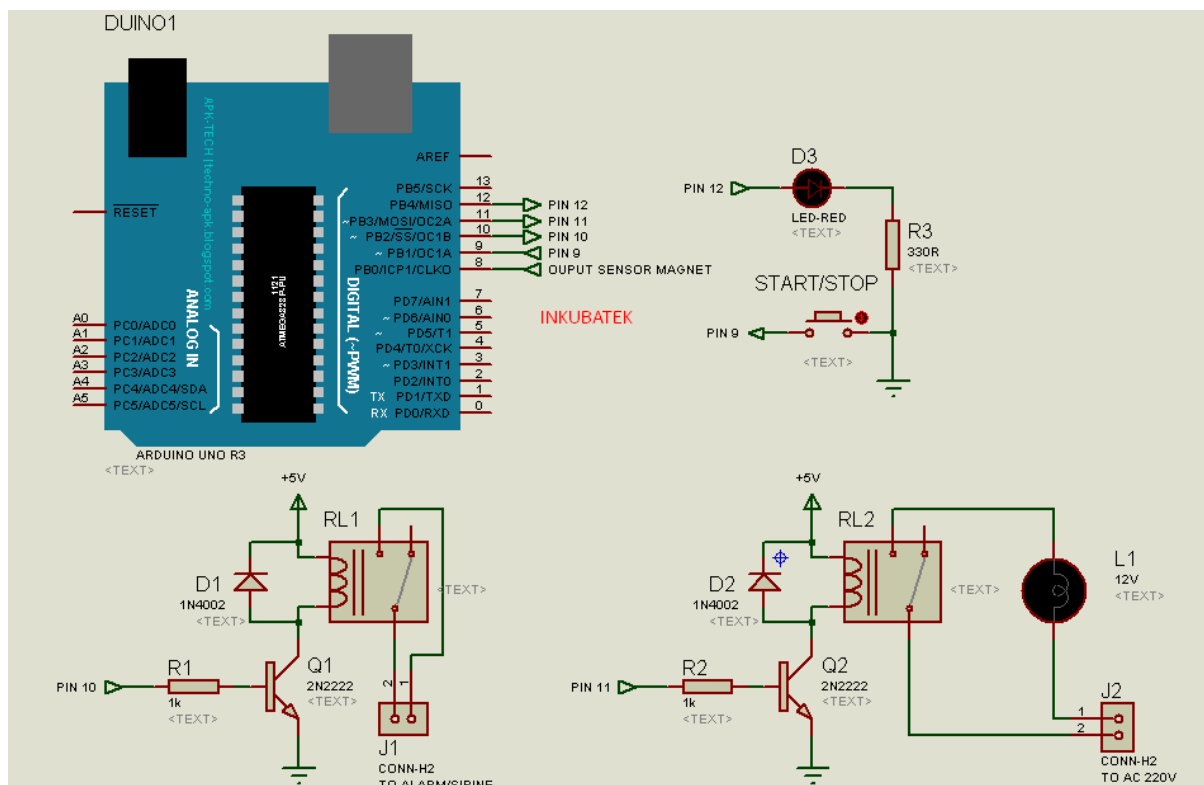 DUINO1
APK-TECH |techno-apk.blogspot.com
RESET
AREF
PB5/SCK 13
PB4/MISO 12
~PB3/MOSI/OC2A 11
~ PB2/SS/OC1B 10
~ PB1/OC1A 9
PB0/ICP1/CLKO 8
PD7/AIN1 7
~ PD6/AIN0 6
~ PD5/T1 5
PD4/T0/XCK 4
~ PD3/INT1 3
PD2/INT0 2
TX PD1/TXD 1
RX PD0/RXD 0
DIGITAL (~PWM)
1121
ANALOG IN
A0 PC0/ADC0
A1 PC1/ADC1
A2 PC2/ADC2
A3 PC3/ADC3
A4 PC4/ADC4/SDA
A5 PC5/ADC5/SCL
ARDUINO UNO R3
<TEXT>
PIN 12
PIN 11
PIN 10
PIN 9
OUPUT SENSOR MAGNET
INKUBATEK
PIN 12
D3
LED-RED
<TEXT>
R3
330R
<TEXT>
START/STOP
PIN 9
<TEXT>
+5V
RL1
<TEXT>
D1
1N4002
<TEXT>
PIN 10
R1
1k
<TEXT>
Q1
2N2222
<TEXT>
2
1
J1
CONN-H2
TO ALARM/SIRINE
+5V
RL2
<TEXT>
D2
1N4002
<TEXT>
L1
12V
<TEXT>
PIN 11
R2
1k
<TEXT>
Q2
2N2222
<TEXT>
J2
1
2
CONN-H2
TO AC 220V